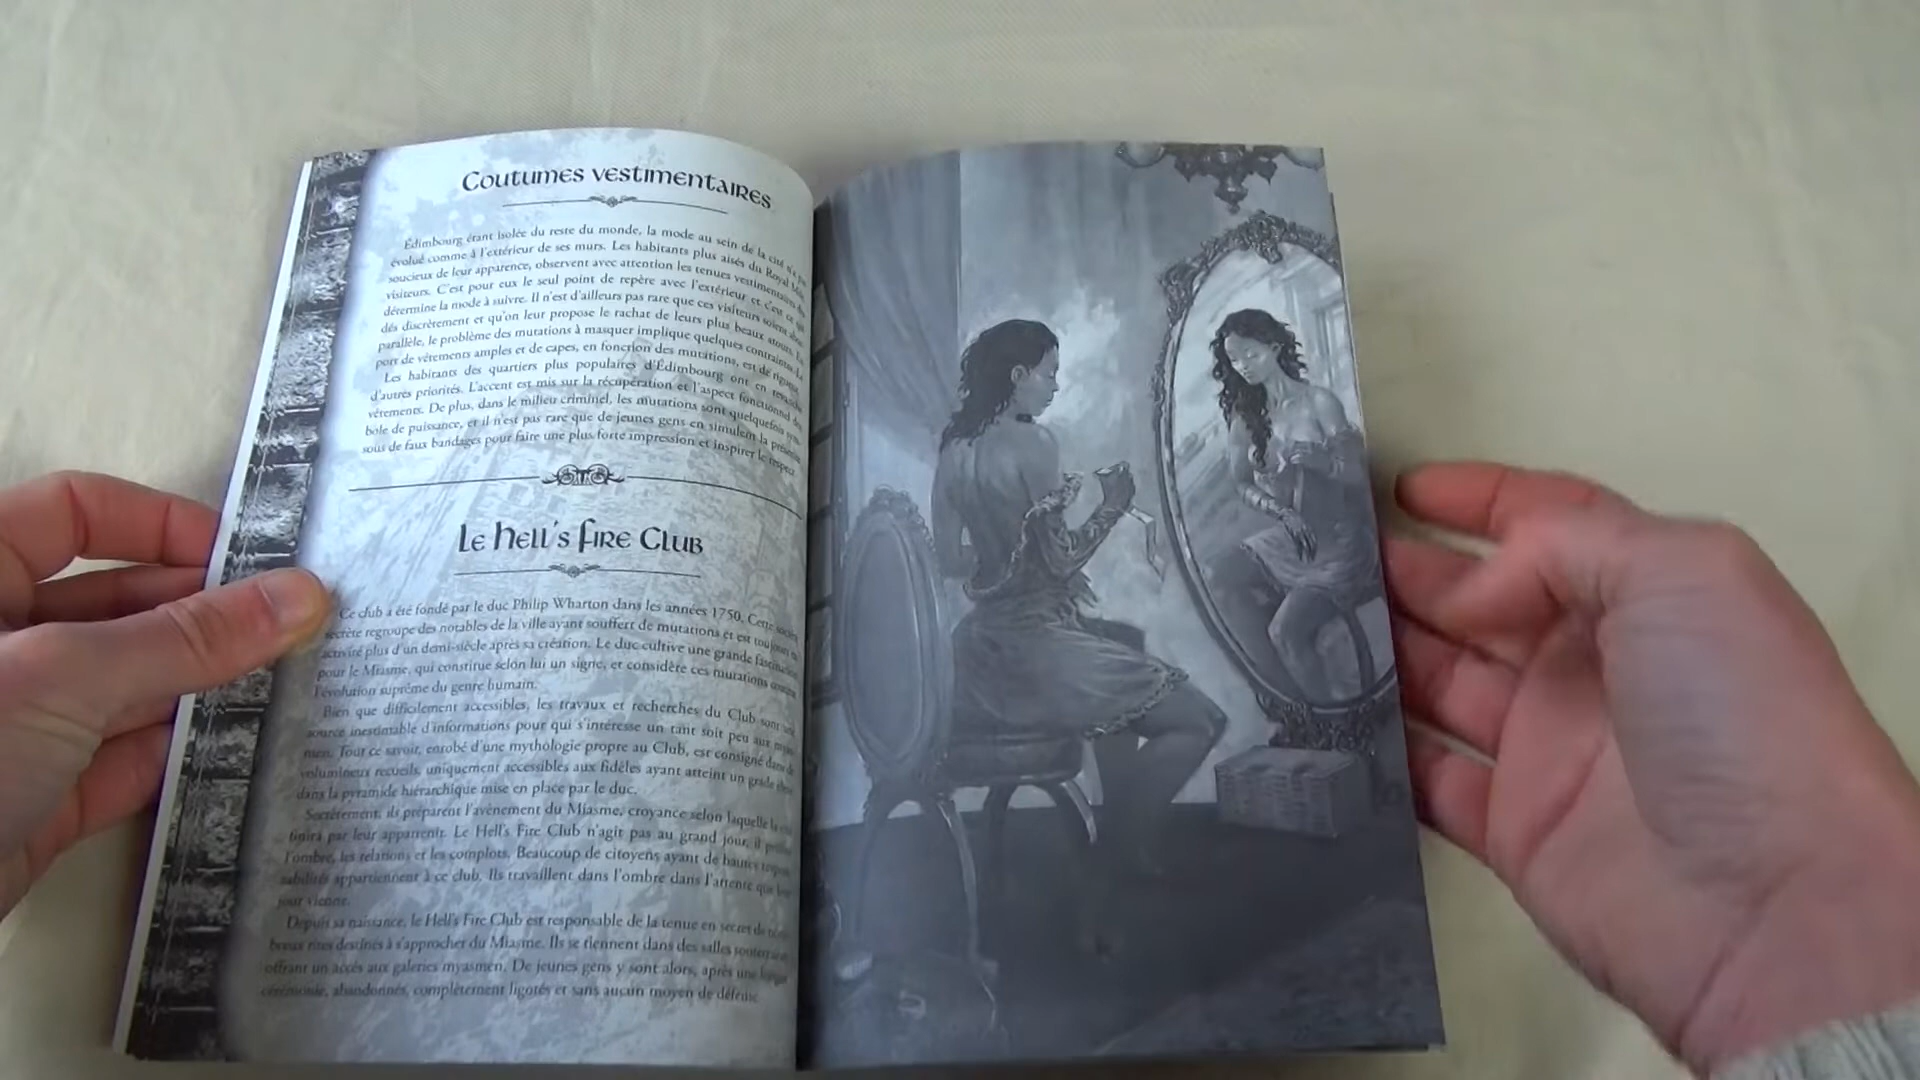 Coutumes vestimentaires
Édimbourg étant isolée du reste du monde, la mode au sein de la cité n'a pas
évolué comme à l'extérieur de ses murs. Les habitants plus aisés du Royal Mile,
soucieux de leur apparence, observent avec attention les tenues vestimentaires des
visiteurs. C'est pour eux le seul point de repère avec l'extérieur et c'est ce qui
détermine la mode à suivre. Il n'est d'ailleurs pas rare que ces visiteurs soient
dés discrètement et qu'on leur propose le rachat de leurs plus beaux atours. En
parallèle, le problème des mutations à masquer implique quelques contraintes. Le
port de vêtements amples et de capes, en fonction des mutations, est de rigueur.
Les habitants des quartiers plus populaires d'Édimbourg ont en revanche
d'autres priorités. L'accent est mis sur la récupération et l'aspect fonctionnel des
vêtements. De plus, dans le milieu criminel, les mutations sont quelquefois sym-
bole de puissance, et il n'est pas rare que de jeunes gens en simulent la présence
sous de faux bandages pour faire une plus forte impression et inspirer le respect.
Le Hell's Fire Club
Ce club a été fondé par le duc Philip Wharton dans les années 1750. Cette société
secrète regroupe des notables de la ville ayant souffert de mutations et est toujours en
activité plus d'un demi-siècle après sa création. Le duc cultive une grande fascination
pour le Miasme, qui constitue selon lui un signe, et considère ces mutations comme
l'évolution suprême du genre humain.
Bien que difficilement accessibles, les travaux et recherches du Club sont une
source inestimable d'informations pour qui s'intéresse un tant soit peu aux
men. Tout ce savoir, enrobé d'une mythologie propre au Club, est consigné dans de
volumineux recueils, uniquement accessibles aux fidèles ayant atteint un grade élevé
dans la pyramide hiérarchique mise en place par le duc.
Secrètement, ils préparent l'avènement du Miasme, croyance selon laquelle la
finira par leur appartenir. Le Hell's Fire Club n'agit pas au grand jour, il préfère
l'ombre, les relations et les complots. Beaucoup de citoyens ayant de hautes respon-
sabilités appartiennent à ce club. Ils travaillent dans l'ombre dans l'attente que leur
jour vienne.
Depuis sa naissance, le Hell's Fire Club est responsable de la tenue en secret de nom-
breux rites destinés à s'approcher du Miasme. Ils se tiennent dans des salles souterraines
offrant un accès aux galeries myasmen. De jeunes gens y sont alors, après une longue
cérémonie, abandonnés, complètement ligotés et sans aucun moyen de défense.